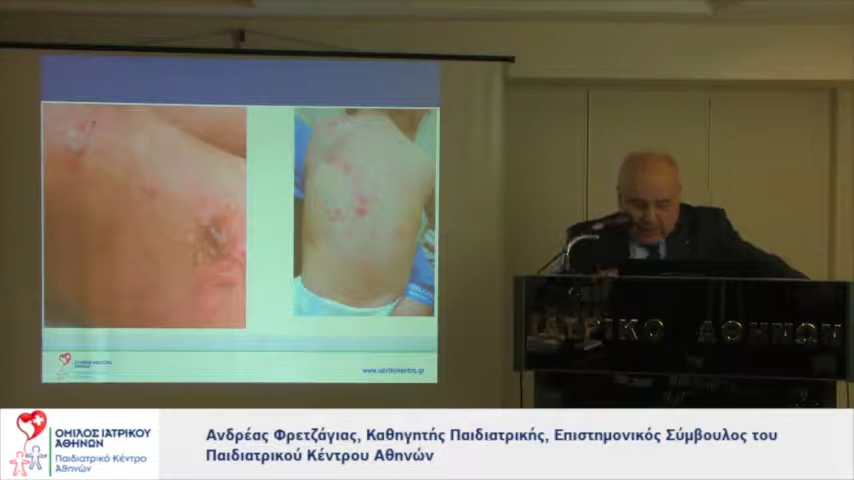 www.iatrikokentro.gr
ΙΚΟ ΑΘΗΝΩΝ
ΟΜΙΛΟΣ ΙΑΤΡΙΚΟΥ
ΑΘΗΝΩΝ
Παιδιατρικό Κέντρο
Αθηνών
Ανδρέας Φρετζάγιας, Καθηγητής Παιδιατρικής, Επιστημονικός Σύμβουλος του
Παιδιατρικού Κέντρου Αθηνών